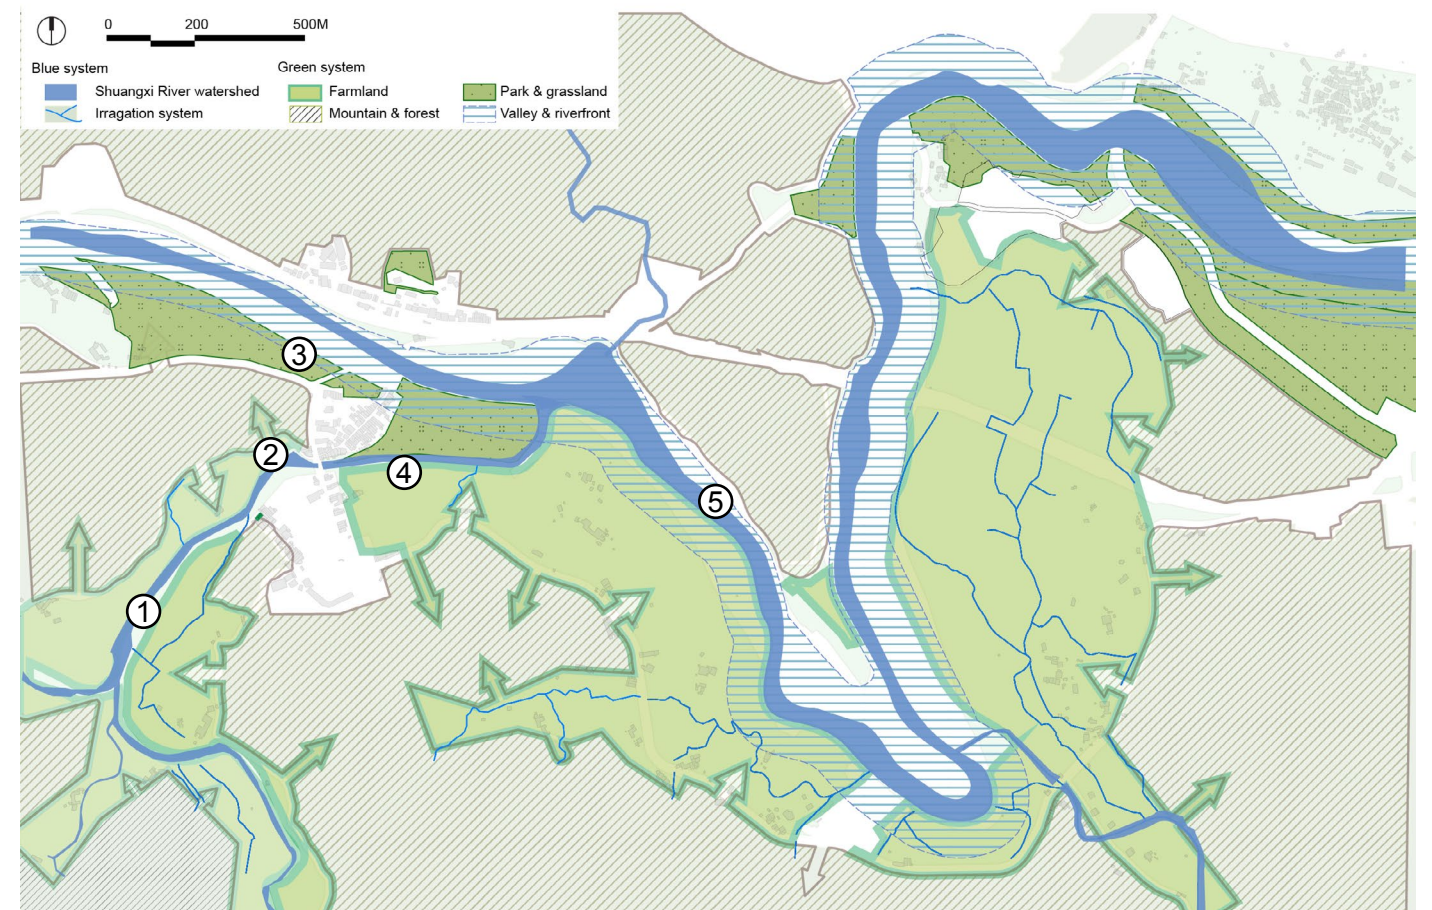 0 200 500M
Blue system Green system
Shuangxi River watershed Farmland Park & grassland
Irragation system Mountain & forest Valley & riverfront
3
2
4
5
1